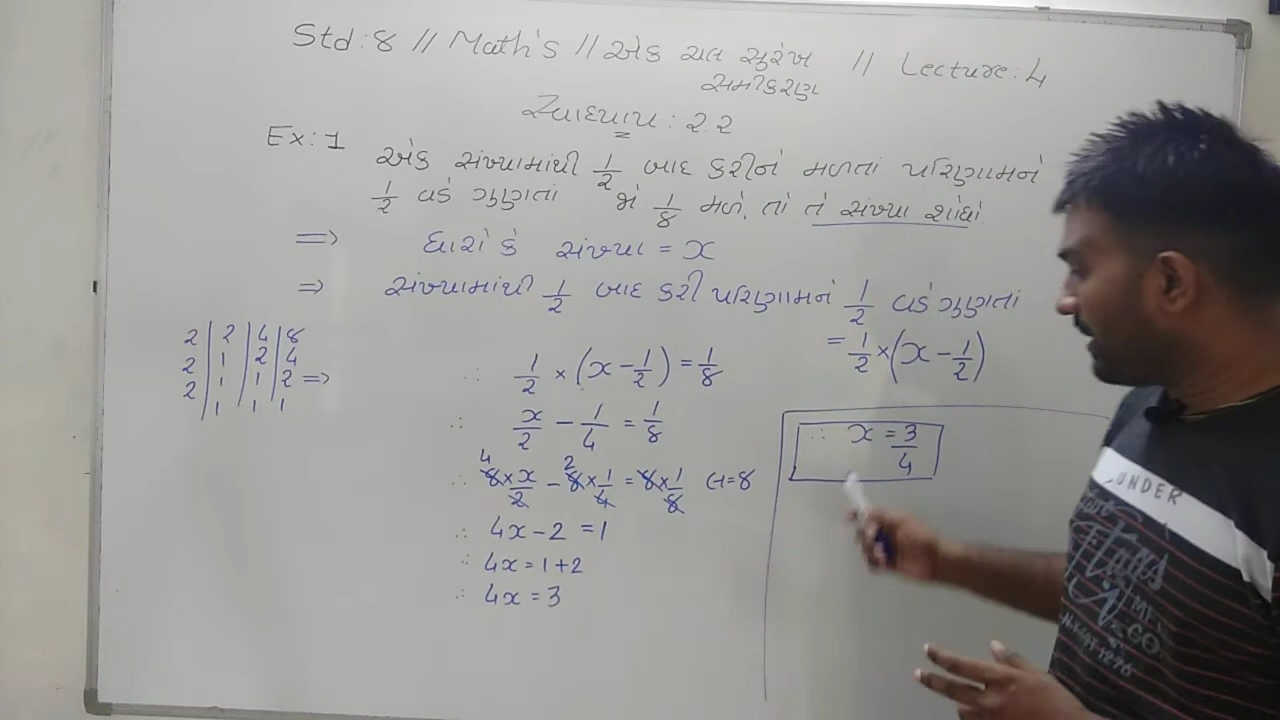 Std : 8 // Math's // એક ચલ સુરેખ // Lecture : 4
સમીકરણ
સ્વાધ્યાય : 2.2
Ex : 1
એક સંખ્યામાંથી 1/2 બાદ કરીને મળતા પરિણામને
1/2 વડે ગુણતાં જો 1/8 મળે, તો તે સંખ્યા શોધો.
⇒ ધારો કે સંખ્યા = x
⇒ સંખ્યામાંથી 1/2 બાદ કરી પરિણામને 1/2 વડે ગુણતાં
= 1/2 × (x - 1/2)
2 | 2 | 4 | 8
2 | 1 | 2 | 4
2 | 1 | 1 | 2 ⇒
1 | 1 | 1
∴ 1/2 × (x - 1/2) = 1/8
∴ x/2 - 1/4 = 1/8
∴ 8 × x/2 - 8 × 1/4 = 8 × 1/8 લ=8
4 2
∴ 4x - 2 = 1
∴ 4x = 1 + 2
∴ 4x = 3
∴ x = 3/4
UNDER